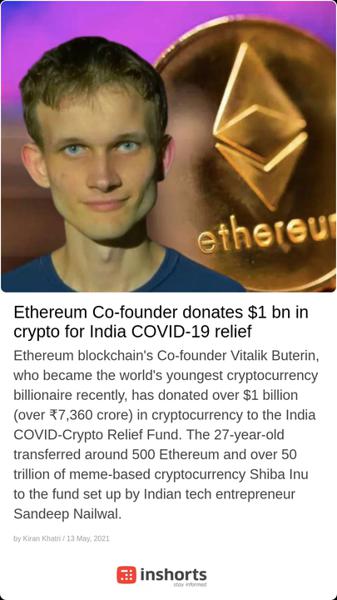 ethereu
Ethereum Co-founder donates $1 bn in
crypto for India COVID-19 relief
Ethereum blockchain's Co-founder Vitalik Buterin,
who became the world's youngest cryptocurrency
billionaire recently, has donated over $1 billion
(over ₹7,360 crore) in cryptocurrency to the India
COVID-Crypto Relief Fund. The 27-year-old
transferred around 500 Ethereum and over 50
trillion of meme-based cryptocurrency Shiba Inu
to the fund set up by Indian tech entrepreneur
Sandeep Nailwal.
by Kiran Khatri / 13 May, 2021
inshorts
stay informed